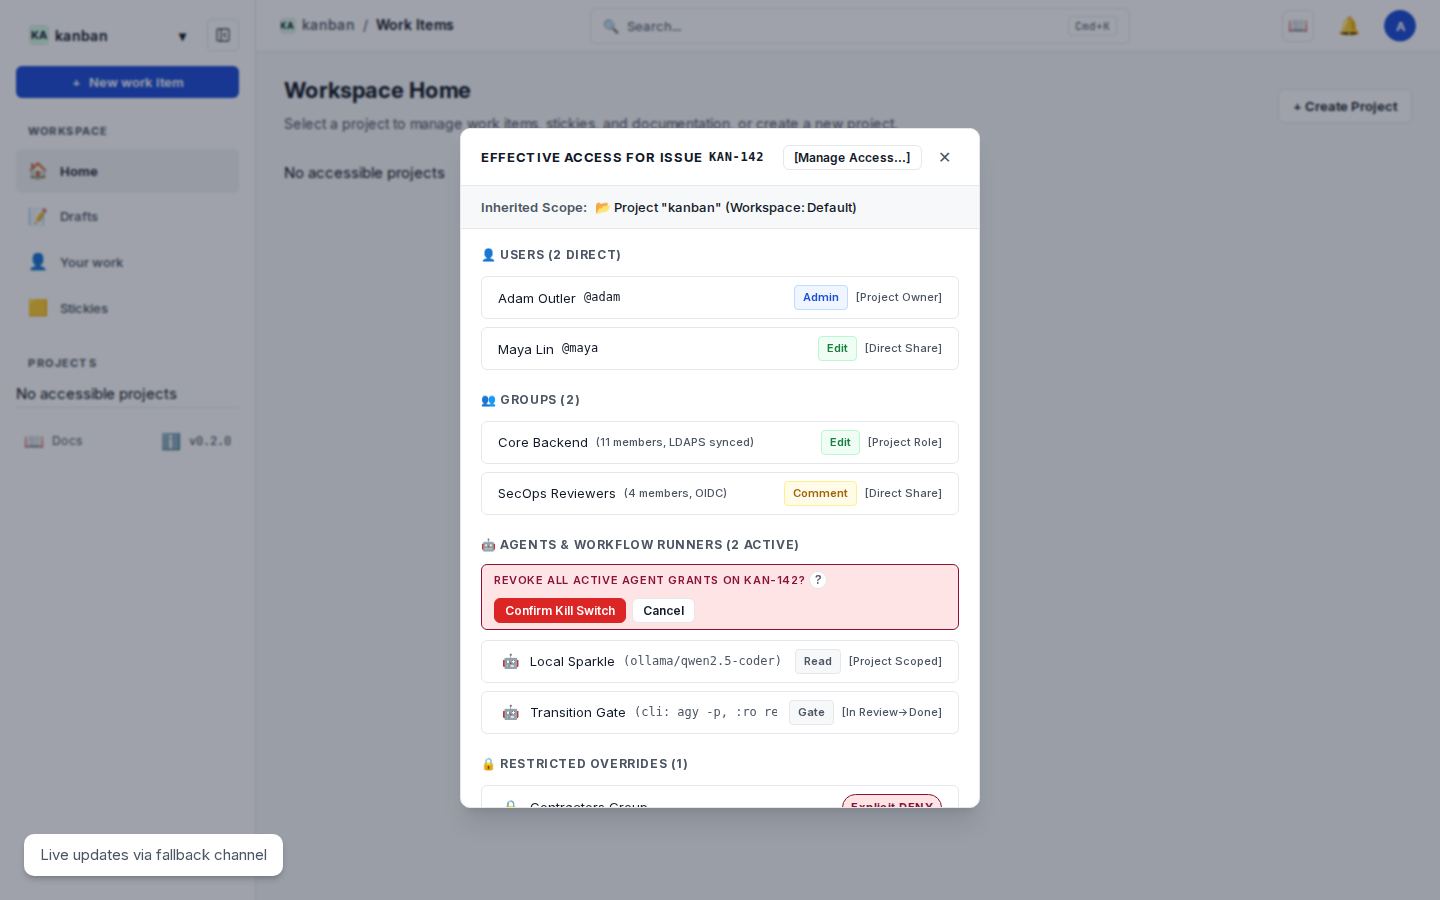 KA kanban
+ New work item
WORKSPACE
Home
Drafts
Your work
Stickies
PROJECTS
No accessible projects
Docs
v0.2.0
KA kanban / Work Items
Search...
Cmd+K
A
Workspace Home
Select a project to manage work items, stickies, and documentation, or create a new project.
+ Create Project
No accessible projects
EFFECTIVE ACCESS FOR ISSUE KAN-142
[Manage Access...]
Inherited Scope: Project "kanban" (Workspace: Default)
USERS (2 DIRECT)
Adam Outler @adam Admin [Project Owner]
Maya Lin @maya Edit [Direct Share]
GROUPS (2)
Core Backend (11 members, LDAPS synced) Edit [Project Role]
SecOps Reviewers (4 members, OIDC) Comment [Direct Share]
AGENTS & WORKFLOW RUNNERS (2 ACTIVE)
REVOKE ALL ACTIVE AGENT GRANTS ON KAN-142? ?
Confirm Kill Switch Cancel
Local Sparkle (ollama/qwen2.5-coder) Read [Project Scoped]
Transition Gate (cli: agy -p, :ro re Gate [In Review→Done]
RESTRICTED OVERRIDES (1)
Contractors Group Explicit DENY
Live updates via fallback channel